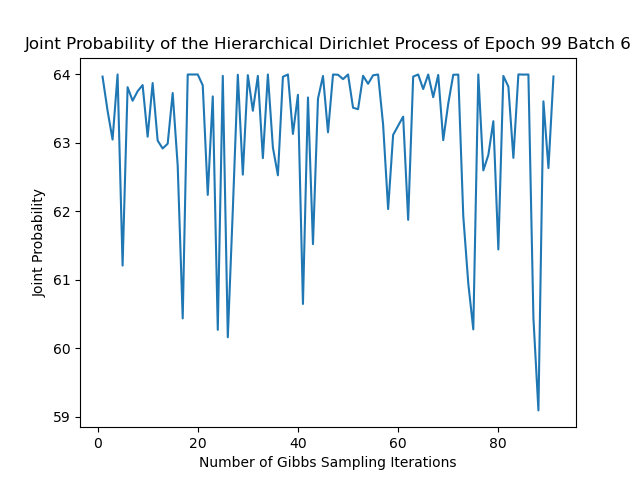 Joint Probability of the Hierarchical Dirichlet Process of Epoch 99 Batch 6
64
63
62
61
60
59
Joint Probability
0 20 40 60 80
Number of Gibbs Sampling Iterations